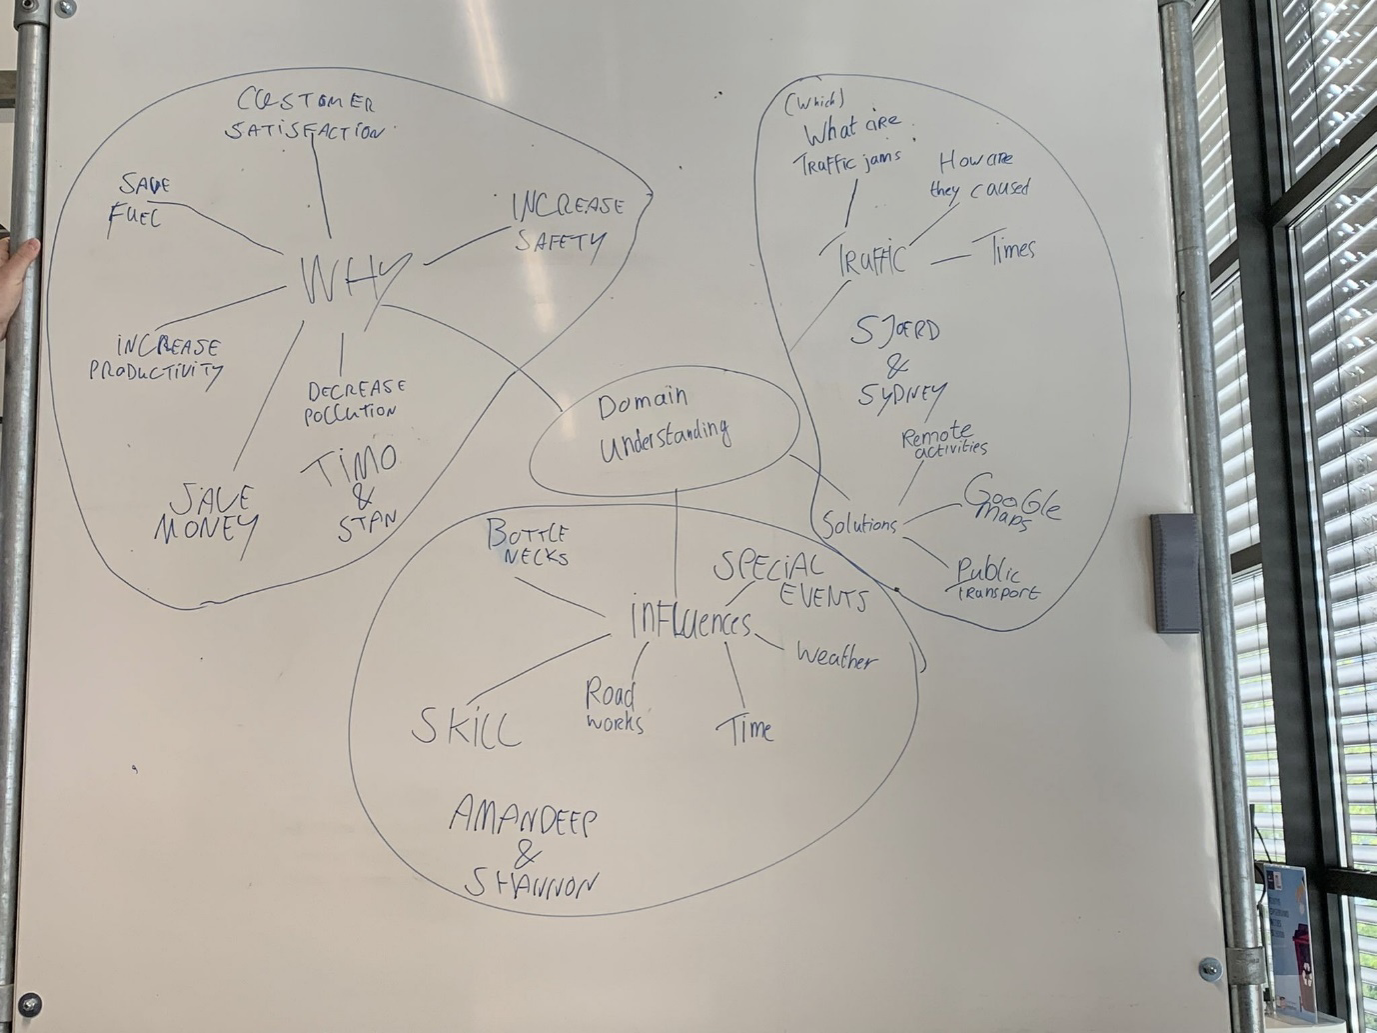 CUSTOMER
SATISFACTION
SAVE
FUEL
INCREASE
SAFETY
WHY
INCREASE
PRODUCTIVITY
DECREASE
POLLUTION
SAVE
MONEY
TIMO
&
STAN
(Which)
What are
Traffic jams
How are
they caused
Traffic
Times
SJOERD
&
SYDNEY
Remote
activities
Solutions
GooGle
maps
Public
transport
Domain
Understanding
BOTTLE
NECKS
SPECIAL
EVENTS
inFluences
Weather
SKILL
Road
works
Time
AMANDEEP
&
SHANNON